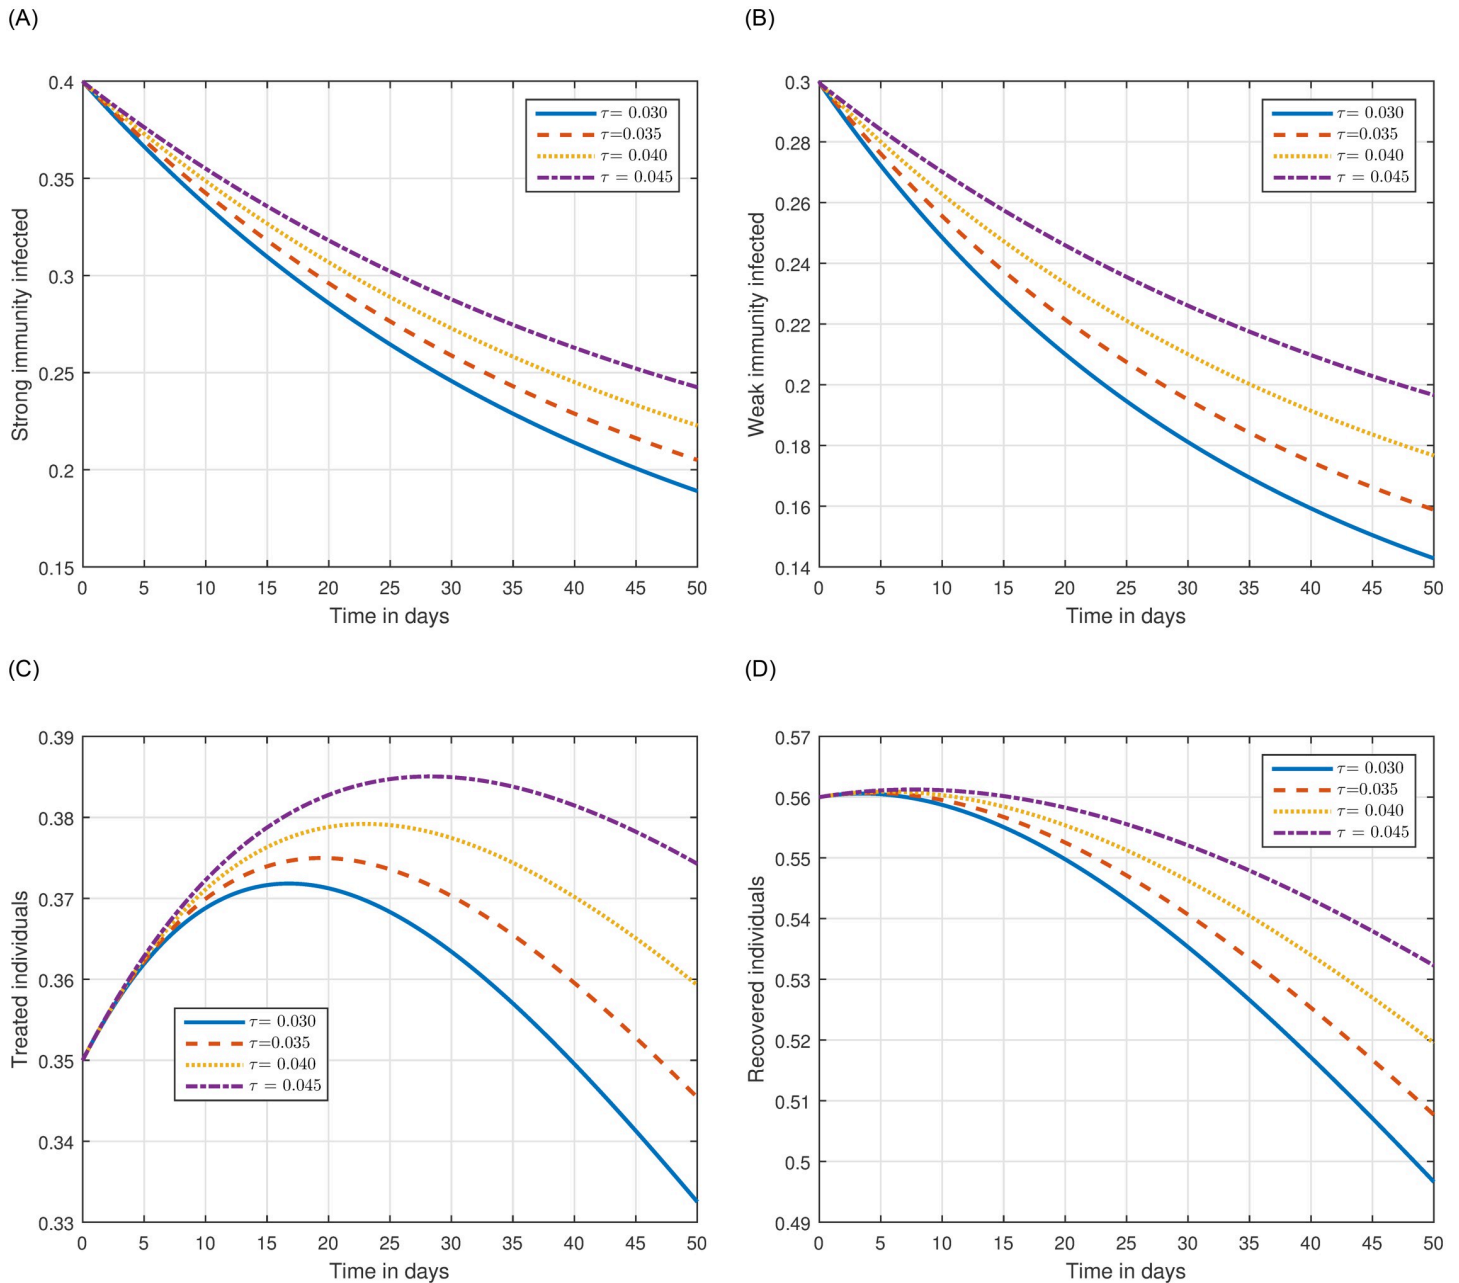 (A)
0.4
0.35
0.3
0.25
0.2
0.15
0 5 10 15 20 25 30 35 40 45 50
Time in days
Strong immunity infected
τ = 0.030
τ=0.035
τ = 0.040
τ = 0.045
(B)
0.3
0.28
0.26
0.24
0.22
0.2
0.18
0.16
0.14
0 5 10 15 20 25 30 35 40 45 50
Time in days
Weak immunity infected
τ = 0.030
τ=0.035
τ = 0.040
τ = 0.045
(C)
0.39
0.38
0.37
0.36
0.35
0.34
0.33
0 5 10 15 20 25 30 35 40 45 50
Time in days
Treated individuals
τ = 0.030
τ=0.035
τ = 0.040
τ = 0.045
(D)
0.57
0.56
0.55
0.54
0.53
0.52
0.51
0.5
0.49
0 5 10 15 20 25 30 35 40 45 50
Time in days
Recovered individuals
τ = 0.030
τ=0.035
τ = 0.040
τ = 0.045